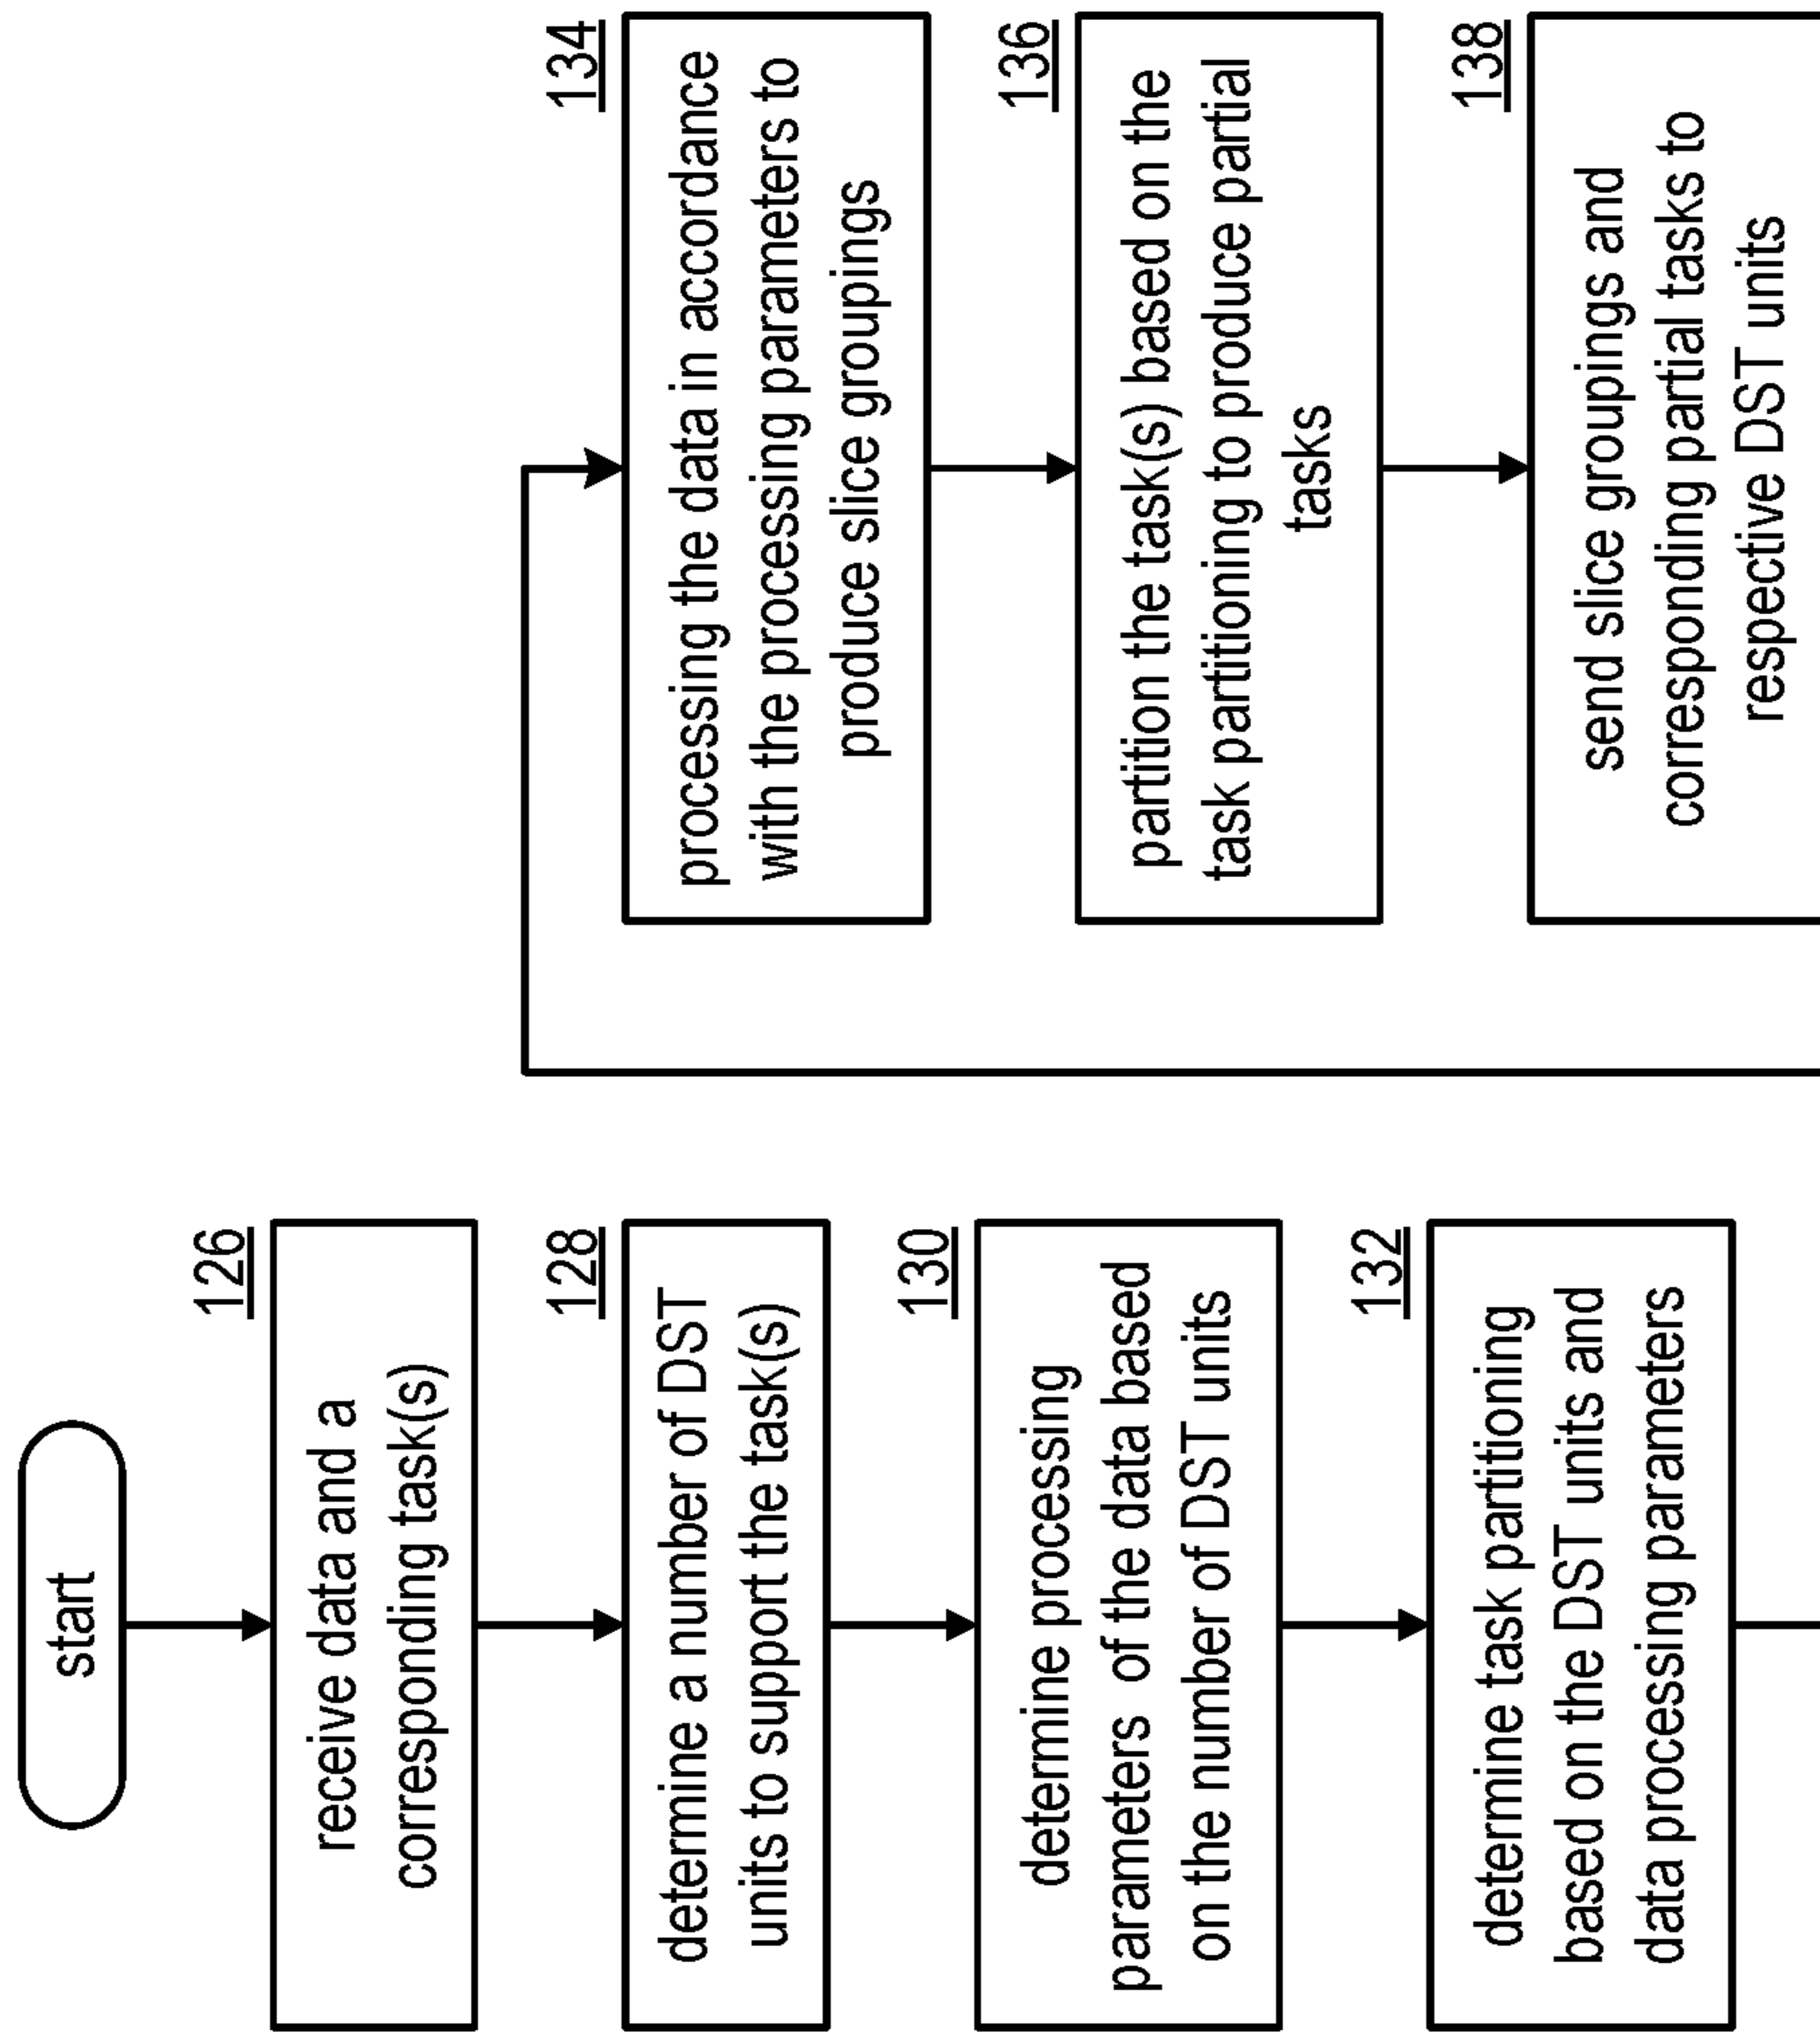 start
126
receive data and a
corresponding task(s)
128
determine a number of DST
units to support the task(s)
130
determine processing
parameters of the data based
on the number of DST units
132
determine task partitioning
based on the DST units and
data processing parameters
134
processing the data in accordance
with the processing parameters to
produce slice groupings
136
partition the task(s) based on the
task partitioning to produce partial
tasks
138
send slice groupings and
corresponding partial tasks to
respective DST units